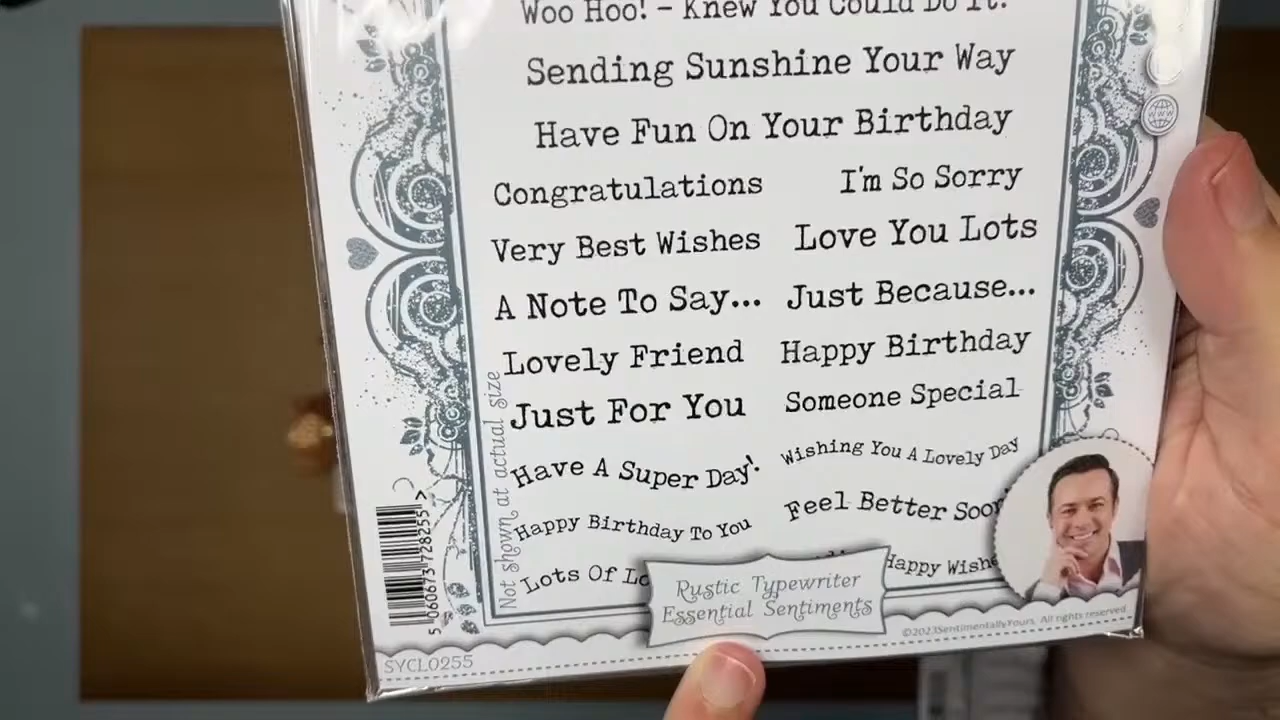 Woo Hoo! - Knew You Could Do It!
Sending Sunshine Your Way
Have Fun On Your Birthday
Congratulations
I'm So Sorry
Very Best Wishes
Love You Lots
A Note To Say...
Just Because...
Lovely Friend
Happy Birthday
Just For You
Someone Special
Have A Super Day!
Wishing You A Lovely Day
Happy Birthday To You
Feel Better Soon
Lots Of
Happy
Not shown at actual size
Rustic Typewriter
Essential Sentiments
©2023SentimentallyYours. All rights reserved
5 060673 728255 >
SYCL0255
www